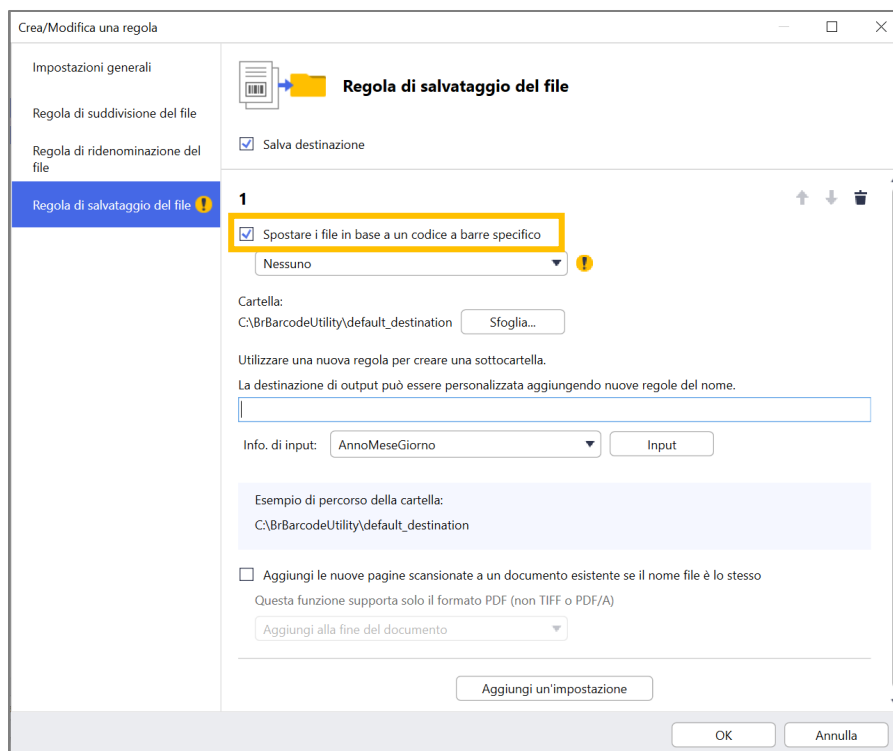 Crea/Modifica una regola
Impostazioni generali
Regola di suddivisione del file
Regola di ridenominazione del
file
Regola di salvataggio del file
Regola di salvataggio del file
Salva destinazione
1
Spostare i file in base a un codice a barre specifico
Nessuno
Cartella:
C:\BrBarcodeUtility\default_destination
Sfoglia...
Utilizzare una nuova regola per creare una sottocartella.
La destinazione di output può essere personalizzata aggiungendo nuove regole del nome.
Info. di input:
AnnoMeseGiorno
Input
Esempio di percorso della cartella:
C:\BrBarcodeUtility\default_destination
Aggiungi le nuove pagine scansionate a un documento esistente se il nome file è lo stesso
Questa funzione supporta solo il formato PDF (non TIFF o PDF/A)
Aggiungi alla fine del documento
Aggiungi un'impostazione
OK
Annulla